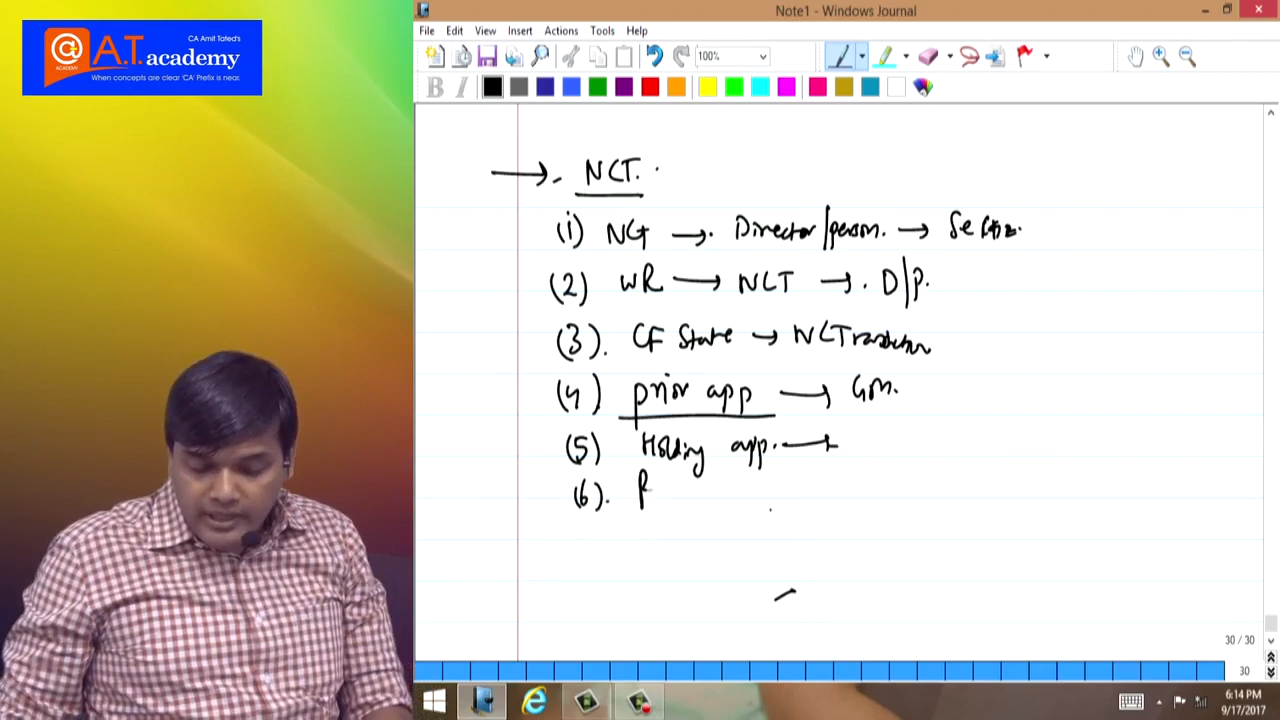 CA Amit Tated's
@ A.T. academy
ACADEMY
When concepts are clear 'CA' Prefix is near.
Note1 - Windows Journal
File Edit View Insert Actions Tools Help
100%
B I
→ NCT.
(i) NCT → Director/person. →
(2) WR → NCT → D/P.
(3). CF State → NCTransaction
(4) prior app → GM.
(5) Holding app. →
(6).
30 / 30
30
6:14 PM
9/17/2017